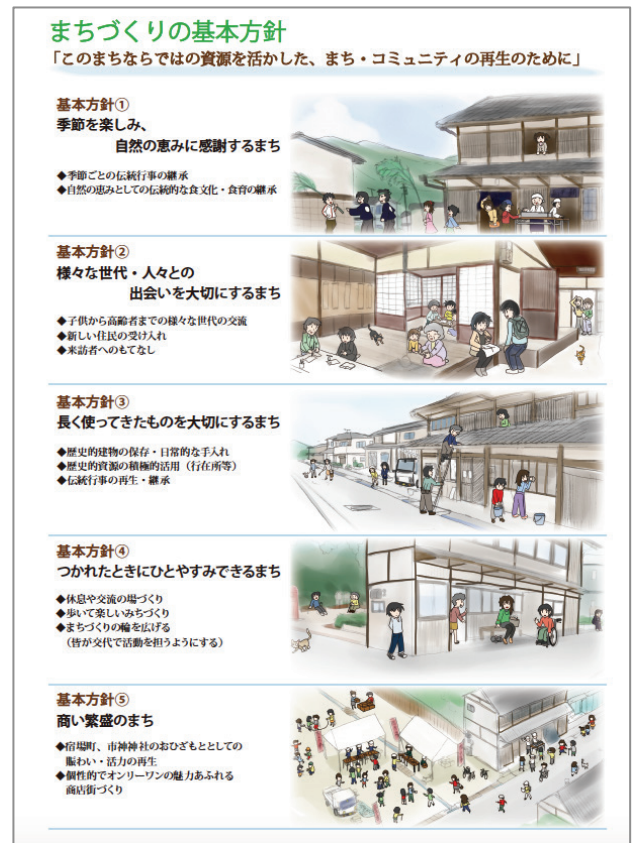 まちづくりの基本方針
「このまちならではの資源を活かした、まち・コミュニティの再生のために」
基本方針①
季節を楽しみ、
自然の恵みに感謝するまち
◆季節ごとの伝統行事の継承
◆自然の恵みとしての伝統的な食文化・食育の継承
基本方針②
様々な世代・人々との
出会いを大切にするまち
◆子供から高齢者までの様々な世代の交流
◆新しい住民の受け入れ
◆来訪者へのもてなし
基本方針③
長く使ってきたものを大切にするまち
◆歴史的建物の保存・日常的な手入れ
◆歴史的資源の積極的活用（行在所等）
◆伝統行事の再生・継承
基本方針④
つかれたときにひとやすみできるまち
◆休息や交流の場づくり
◆歩いて楽しいみちづくり
◆まちづくりの輪を広げる
（皆が交代で活動を担うようにする）
基本方針⑤
商い繁盛のまち
◆宿場町、市神神社のおひざもととしての
賑わい・活力の再生
◆個性的でオンリーワンの魅力あふれる
商店街づくり